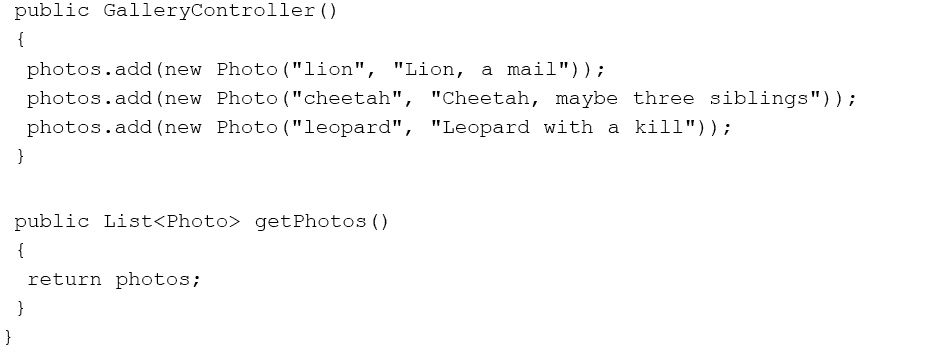 public GalleryController()
{
photos.add(new Photo("lion", "Lion, a mail"));
photos.add(new Photo("cheetah", "Cheetah, maybe three siblings"));
photos.add(new Photo("leopard", "Leopard with a kill"));
}
public List<Photo> getPhotos()
{
return photos;
}
}